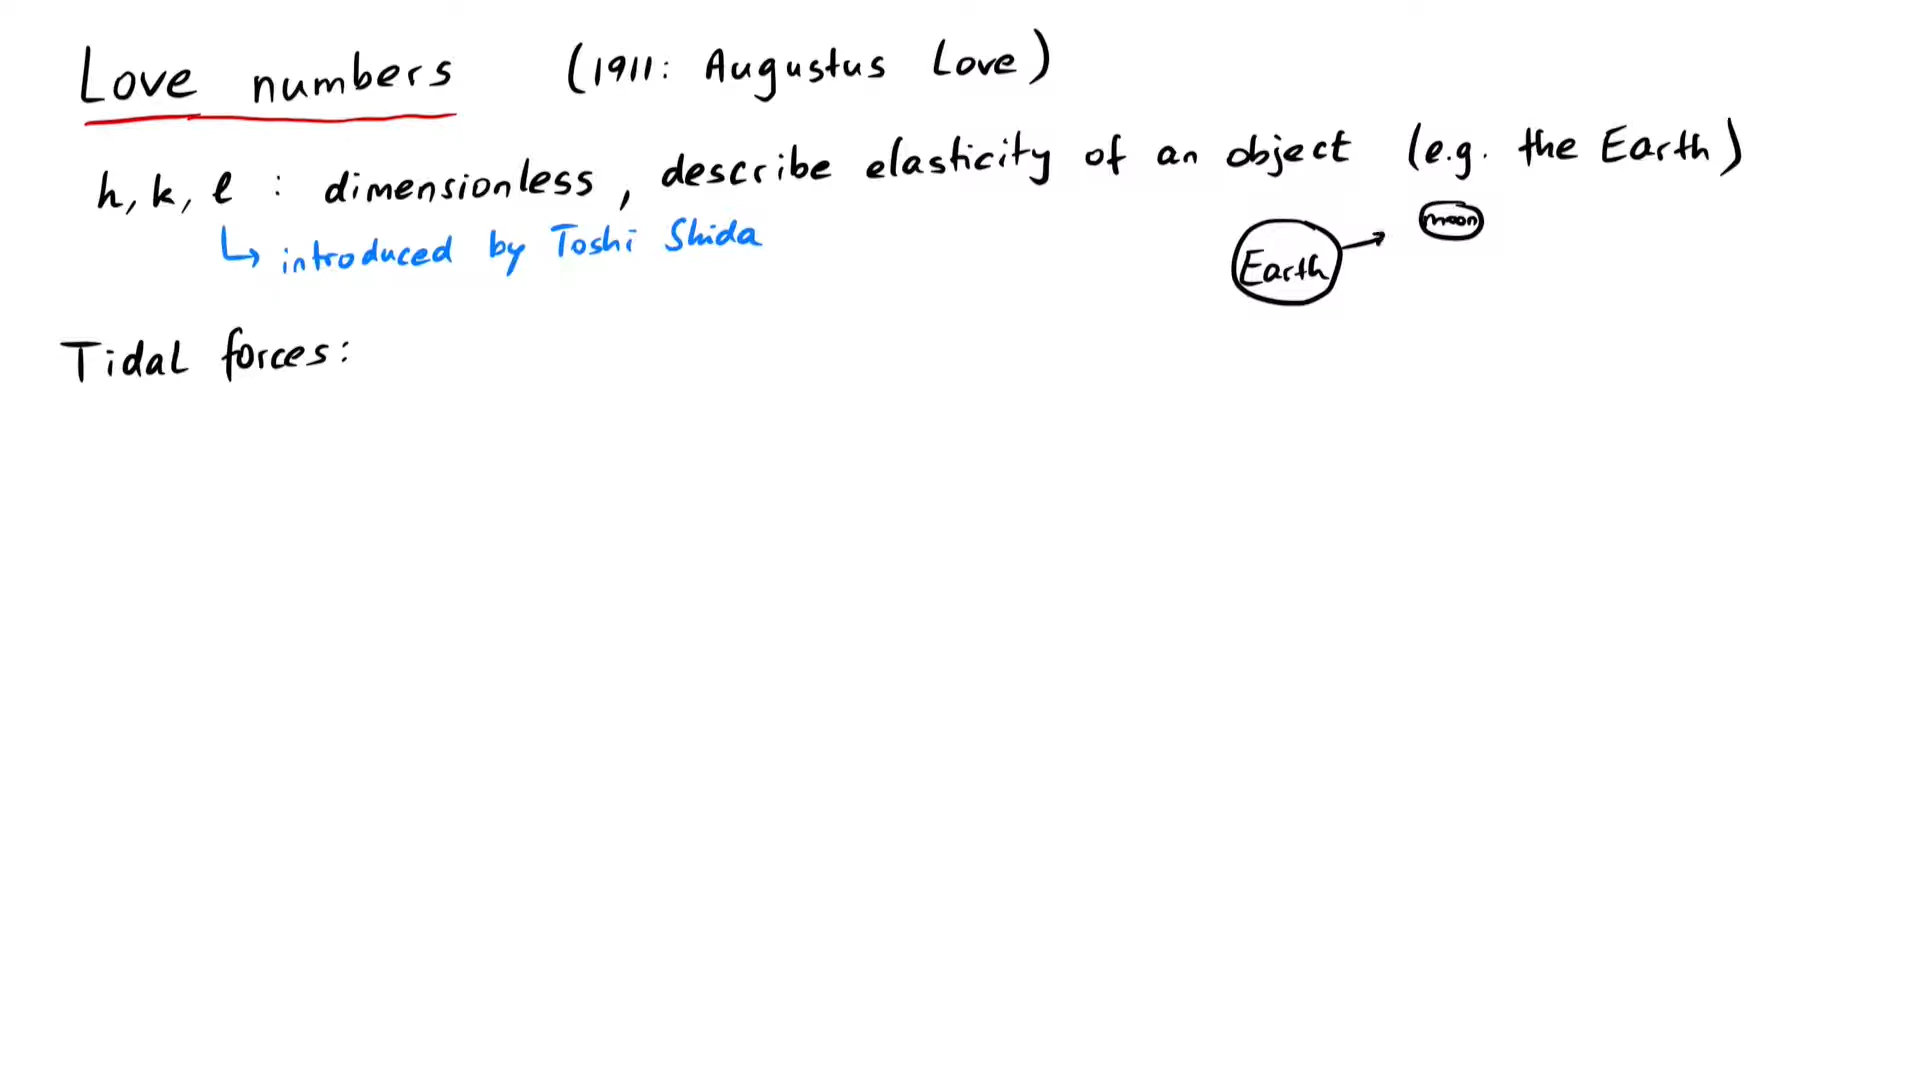 Love numbers (1911: Augustus Love)
h, k, ℓ : dimensionless, describe elasticity of an object (e.g. the Earth)
↳ introduced by Toshi Shida
moon
Earth
Tidal forces: